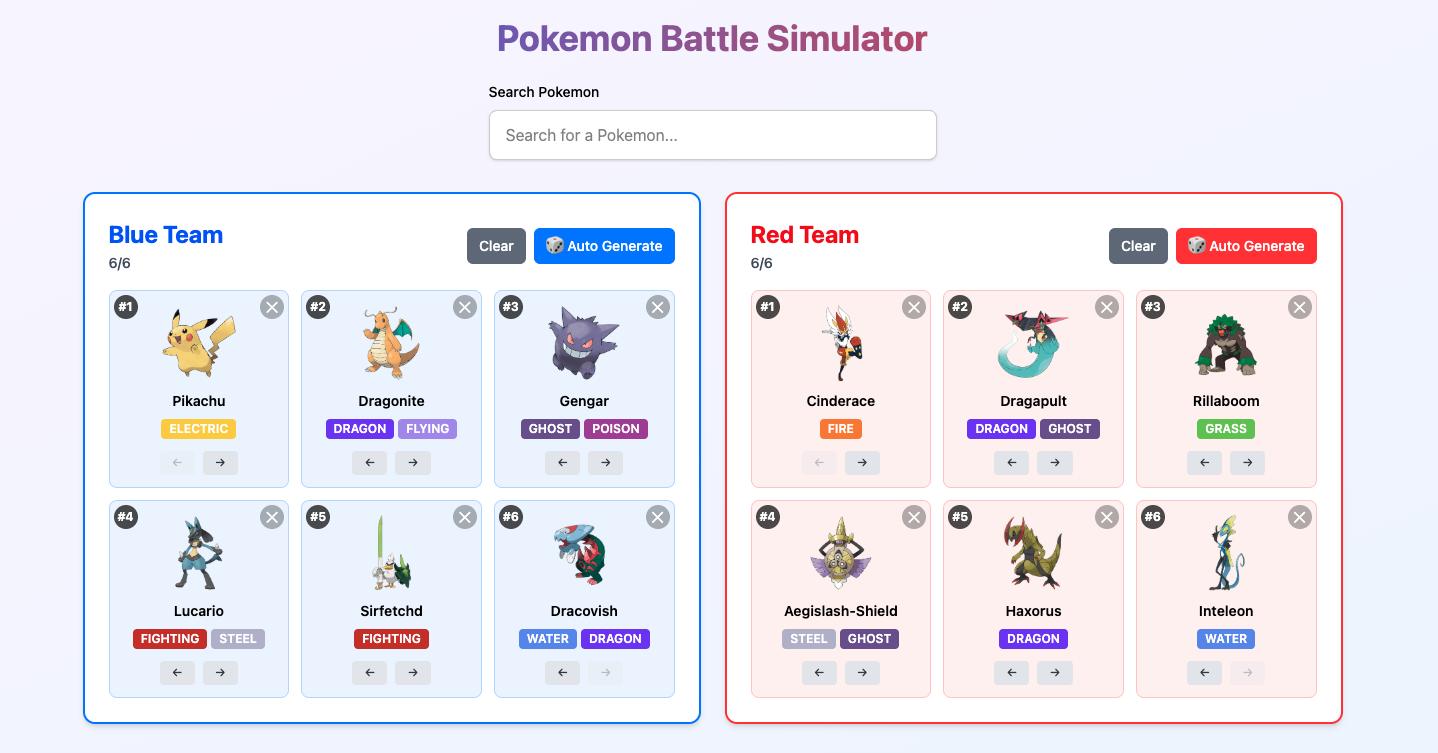 Pokemon Battle Simulator
Search Pokemon
Search for a Pokemon...
Blue Team
6/6
Clear
🎲 Auto Generate
#1
Pikachu
ELECTRIC
← →
#2
Dragonite
DRAGON FLYING
← →
#3
Gengar
GHOST POISON
← →
#4
Lucario
FIGHTING STEEL
← →
#5
Sirfetchd
FIGHTING
← →
#6
Dracovish
WATER DRAGON
← →
Red Team
6/6
Clear
🎲 Auto Generate
#1
Cinderace
FIRE
← →
#2
Dragapult
DRAGON GHOST
← →
#3
Rillaboom
GRASS
← →
#4
Aegislash-Shield
STEEL GHOST
← →
#5
Haxorus
DRAGON
← →
#6
Inteleon
WATER
← →